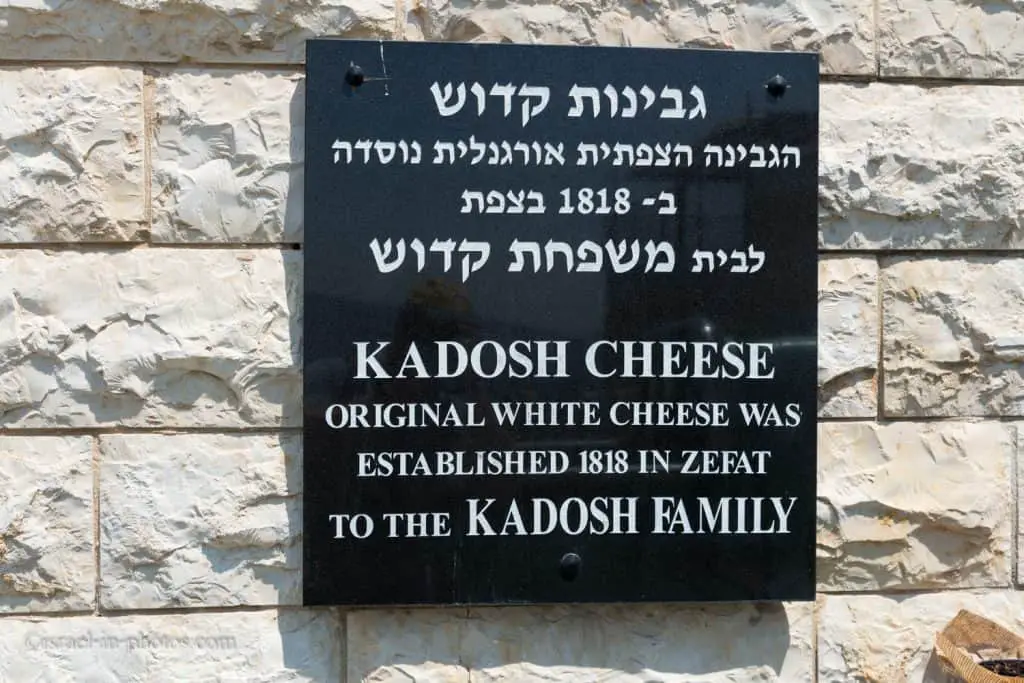 גבינות קדוש
הגבינה הצפתית אורגנלית נוסדה
ב- 1818 בצפת
לבית משפחת קדוש
KADOSH CHEESE
ORIGINAL WHITE CHEESE WAS
ESTABLISHED 1818 IN ZEFAT
TO THE KADOSH FAMILY
©israel-in-photos.com